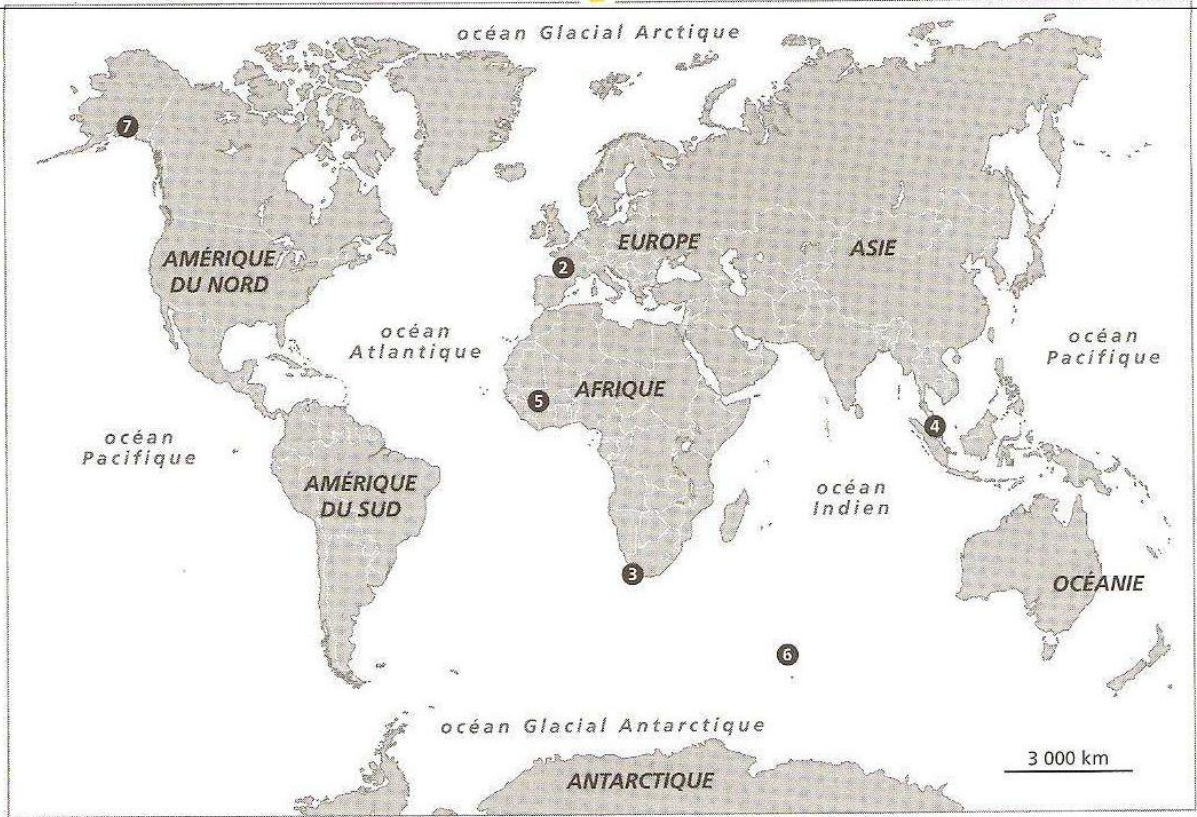 océan Glacial Arctique
7
EUROPE
ASIE
AMÉRIQUE
DU NORD
2
océan
Atlantique
océan
Pacifique
AFRIQUE
5
4
océan
Pacifique
AMÉRIQUE
DU SUD
océan
Indien
3
OCÉANIE
6
océan Glacial Antarctique
3 000 km
ANTARCTIQUE